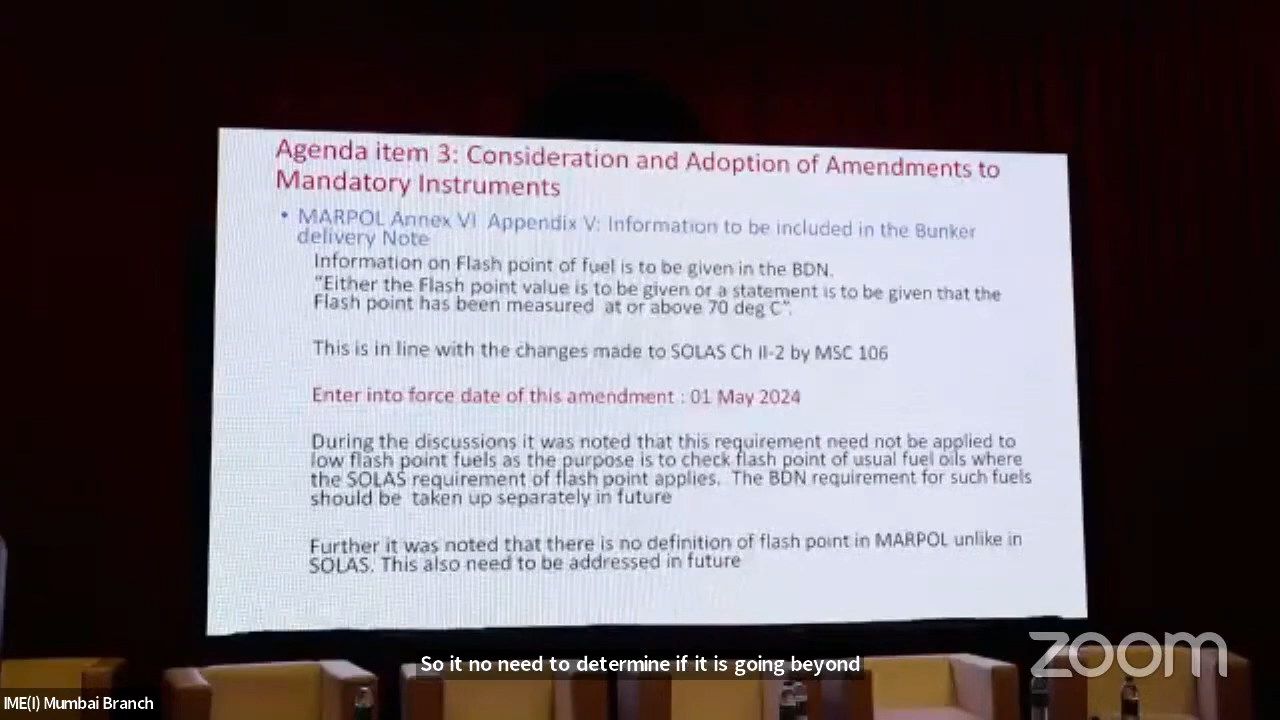 Agenda item 3: Consideration and Adoption of Amendments to
Mandatory Instruments
• MARPOL Annex VI Appendix V: Information to be included in the Bunker
delivery Note
Information on Flash point of fuel is to be given in the BDN.
"Either the Flash point value is to be given or a statement is to be given that the
Flash point has been measured at or above 70 deg C".
This is in line with the changes made to SOLAS Ch II-2 by MSC 106
Enter into force date of this amendment : 01 May 2024
During the discussions it was noted that this requirement need not be applied to
low flash point fuels as the purpose is to check flash point of usual fuel oils where
the SOLAS requirement of flash point applies. The BDN requirement for such fuels
should be taken up separately in future
Further it was noted that there is no definition of flash point in MARPOL unlike in
SOLAS. This also need to be addressed in future
zoom
So it no need to determine if it is going beyond
IME(I) Mumbai Branch